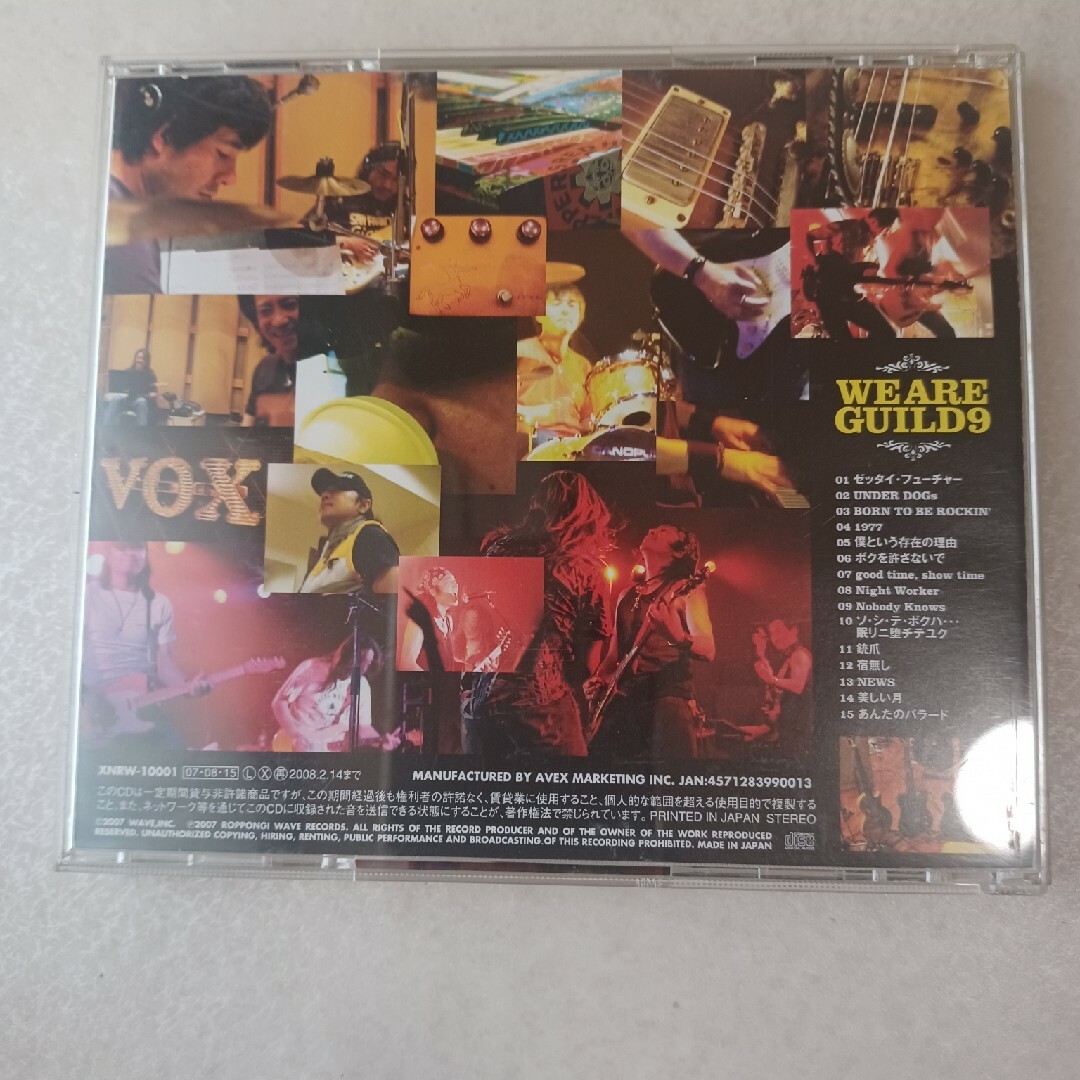 VOX
WE ARE
GUILD9
01 ゼッタイ・フューチャー
02 UNDER DOGs
03 BORN TO BE ROCKIN'
04 1977
05 僕という存在の理由
06 ボクを許さないで
07 good time, show time
08 Night Worker
09 Nobody Knows
10 ソ・シ・テ・ボクハ・・・
眠リニ堕チテユク
11 銃爪
12 宿無し
13 NEWS
14 美しい月
15 あんたのバラード
XNRW-10001 07・08・15 Ⓛ Ⓧ ㊢2008.2.14まで MANUFACTURED BY AVEX MARKETING INC. JAN:4571283990013
このCDは一定期間貸与非許諾商品ですが、この期間経過後も権利者の許諾なく、賃貸業に使用すること、個人的な範囲を超える使用目的で複製する
こと、また、ネットワーク等を通じてこのCDに収録された音を送信できる状態にすることが、著作権法で禁じられています。 PRINTED IN JAPAN STEREO
©2007 WAVE,INC. ℗2007 ROPPONGI WAVE RECORDS. ALL RIGHTS OF THE RECORD PRODUCER AND OF THE OWNER OF THE WORK REPRODUCED
RESERVED. UNAUTHORIZED COPYING, HIRING, RENTING, PUBLIC PERFORMANCE AND BROADCASTING.OF THIS RECORDING PROHIBITED. MADE IN JAPAN